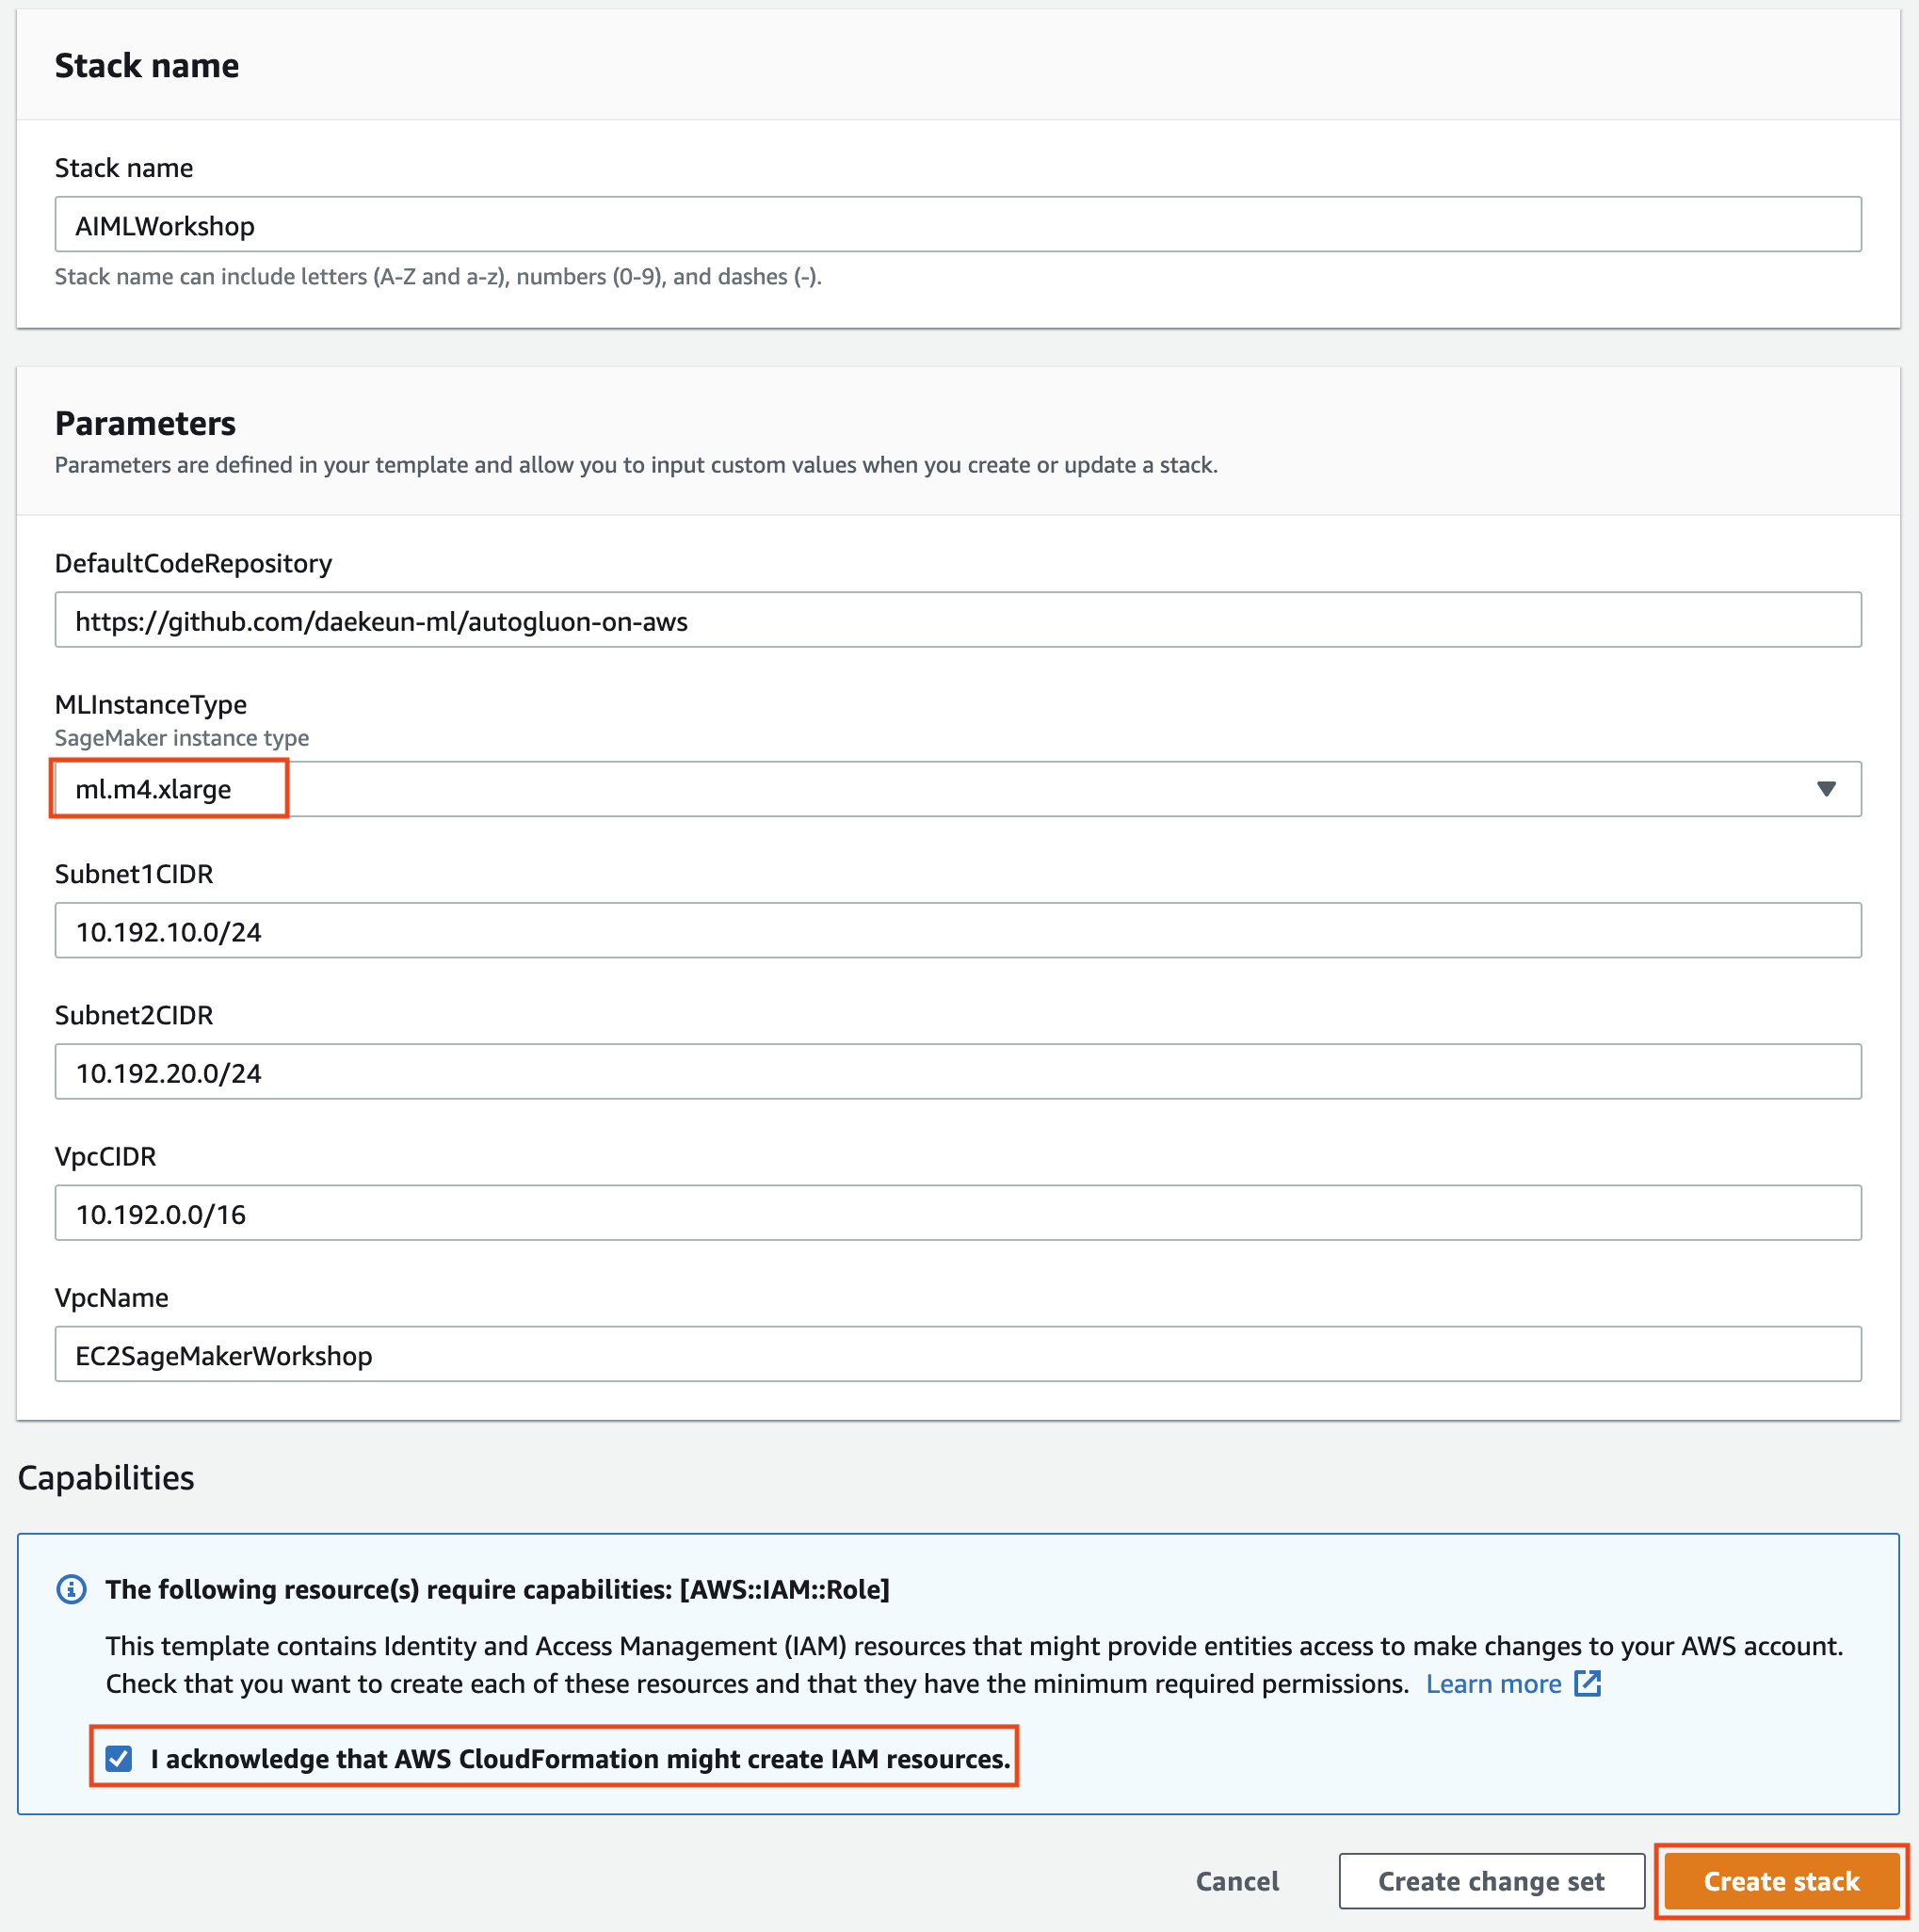 Stack name
Stack name
AIMLWorkshop
Stack name can include letters (A-Z and a-z), numbers (0-9), and dashes (-).
Parameters
Parameters are defined in your template and allow you to input custom values when you create or update a stack.
DefaultCodeRepository
https://github.com/daekeun-ml/autogluon-on-aws
MLInstanceType
SageMaker instance type
ml.m4.xlarge
Subnet1CIDR
10.192.10.0/24
Subnet2CIDR
10.192.20.0/24
VpcCIDR
10.192.0.0/16
VpcName
EC2SageMakerWorkshop
Capabilities
The following resource(s) require capabilities: [AWS::IAM::Role]
This template contains Identity and Access Management (IAM) resources that might provide entities access to make changes to your AWS account.
Check that you want to create each of these resources and that they have the minimum required permissions. Learn more
I acknowledge that AWS CloudFormation might create IAM resources.
Cancel Create change set Create stack